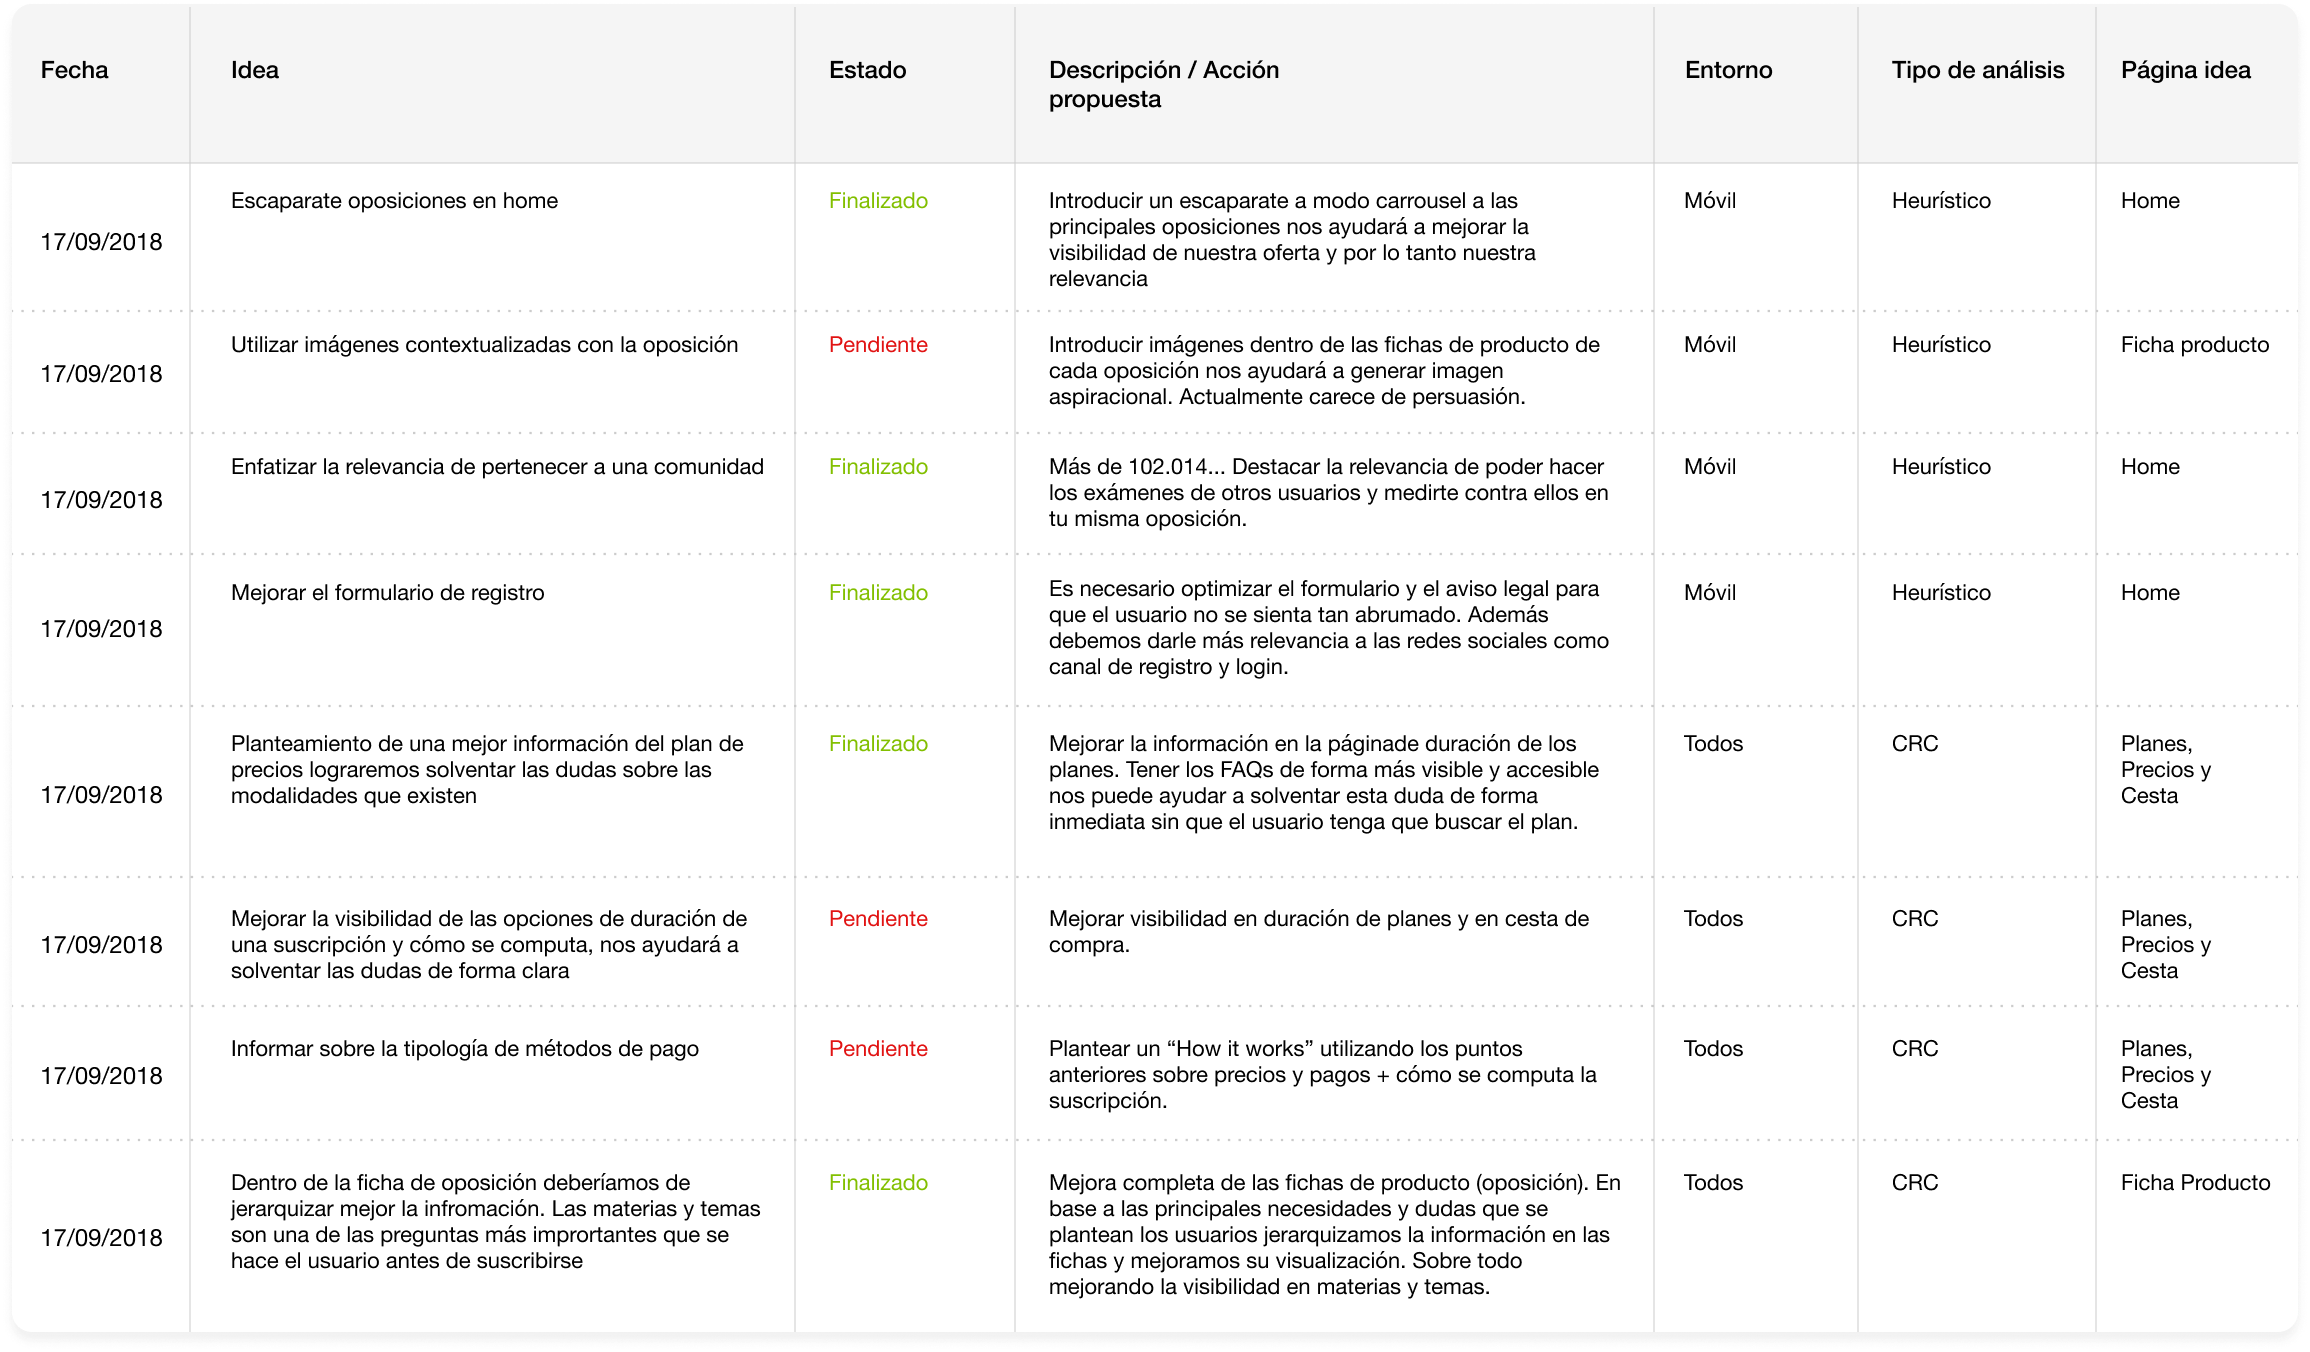 Fecha
Idea
Estado
Descripción / Acción
propuesta
Entorno
Tipo de análisis
Página idea
17/09/2018
Escaparate oposiciones en home
Finalizado
Introducir un escaparate a modo carrousel a las
principales oposiciones nos ayudará a mejorar la
visibilidad de nuestra oferta y por lo tanto nuestra
relevancia
Móvil
Heurístico
Home
17/09/2018
Utilizar imágenes contextualizadas con la oposición
Pendiente
Introducir imágenes dentro de las fichas de producto de
cada oposición nos ayudará a generar imagen
aspiracional. Actualmente carece de persuasión.
Móvil
Heurístico
Ficha producto
17/09/2018
Enfatizar la relevancia de pertenecer a una comunidad
Finalizado
Más de 102.014... Destacar la relevancia de poder hacer
los exámenes de otros usuarios y medirte contra ellos en
tu misma oposición.
Móvil
Heurístico
Home
17/09/2018
Mejorar el formulario de registro
Finalizado
Es necesario optimizar el formulario y el aviso legal para
que el usuario no se sienta tan abrumado. Además
debemos darle más relevancia a las redes sociales como
canal de registro y login.
Móvil
Heurístico
Home
17/09/2018
Planteamiento de una mejor información del plan de
precios lograremos solventar las dudas sobre las
modalidades que existen
Finalizado
Mejorar la información en la páginade duración de los
planes. Tener los FAQs de forma más visible y accesible
nos puede ayudar a solventar esta duda de forma
inmediata sin que el usuario tenga que buscar el plan.
Todos
CRC
Planes,
Precios y
Cesta
17/09/2018
Mejorar la visibilidad de las opciones de duración de
una suscripción y cómo se computa, nos ayudará a
solventar las dudas de forma clara
Pendiente
Mejorar visibilidad en duración de planes y en cesta de
compra.
Todos
CRC
Planes,
Precios y
Cesta
17/09/2018
Informar sobre la tipología de métodos de pago
Pendiente
Plantear un “How it works” utilizando los puntos
anteriores sobre precios y pagos + cómo se computa la
suscripción.
Todos
CRC
Planes,
Precios y
Cesta
17/09/2018
Dentro de la ficha de oposición deberíamos de
jerarquizar mejor la infromación. Las materias y temas
son una de las preguntas más imprortantes que se
hace el usuario antes de suscribirse
Finalizado
Mejora completa de las fichas de producto (oposición). En
base a las principales necesidades y dudas que se
plantean los usuarios jerarquizamos la información en las
fichas y mejoramos su visualización. Sobre todo
mejorando la visibilidad en materias y temas.
Todos
CRC
Ficha Producto